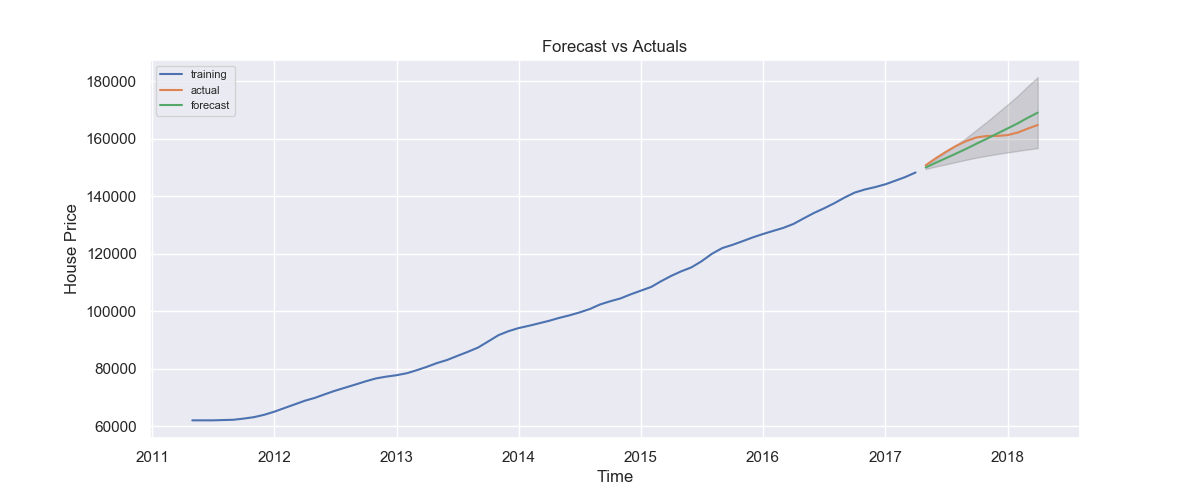 Forecast vs Actuals
training
actual
forecast
180000
160000
140000
120000
100000
80000
60000
House Price
2011 2012 2013 2014 2015 2016 2017 2018
Time